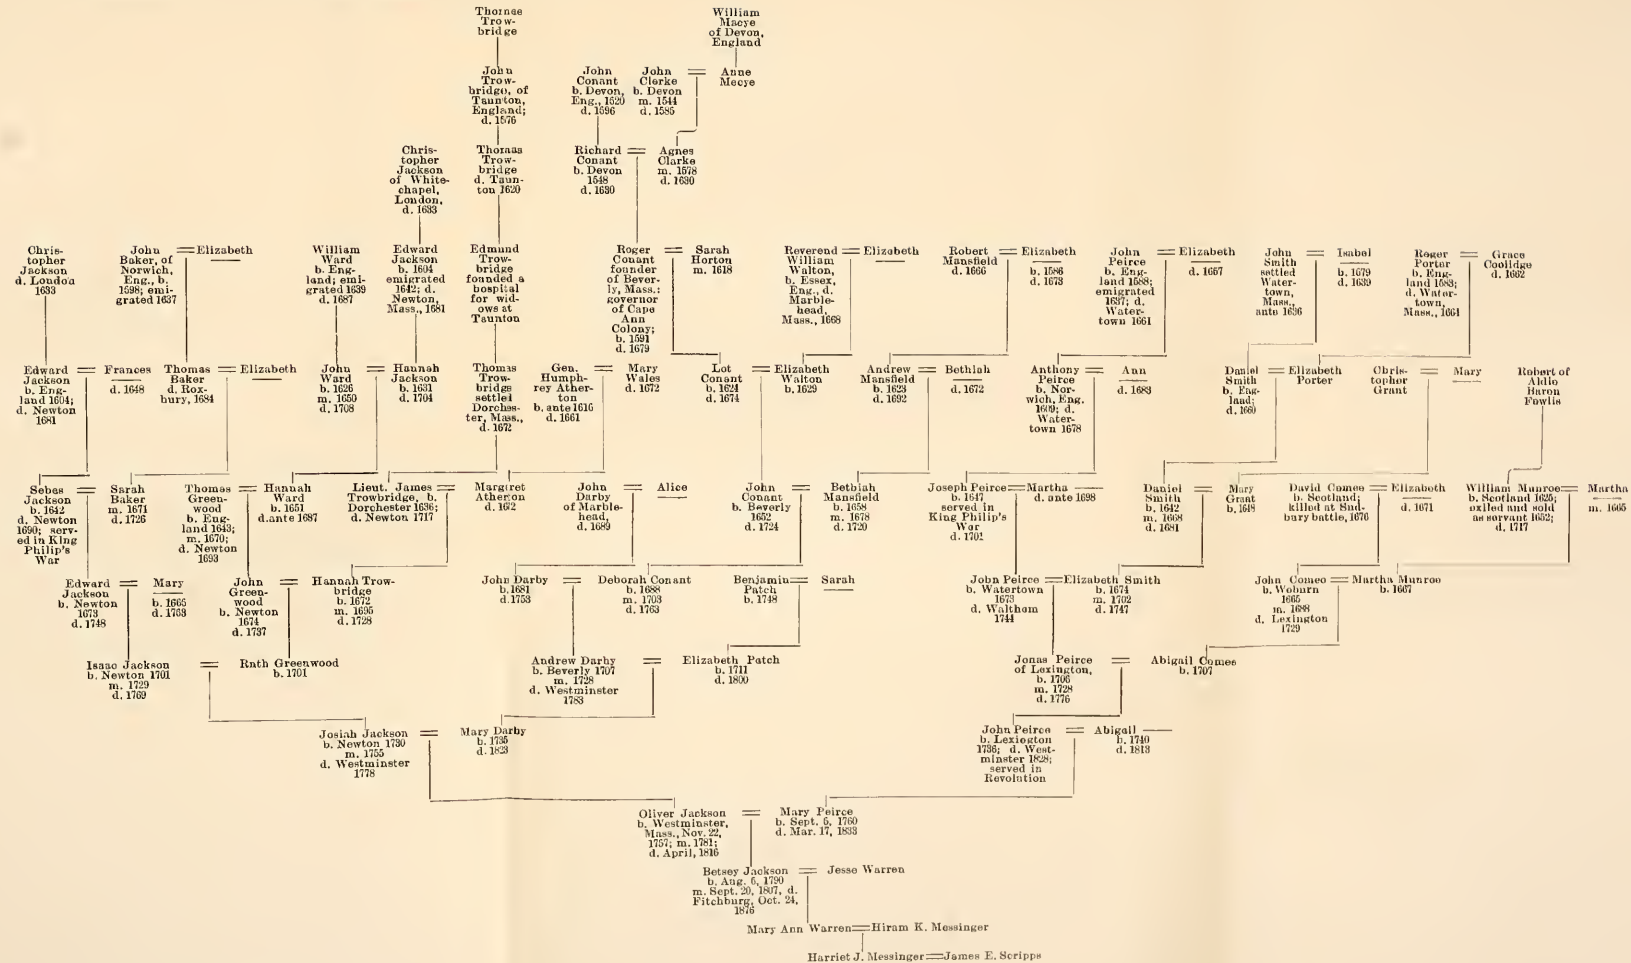 Thomas
Trow-
bridge
William
Macye
of Devon,
England
John
Trow-
bridge, of
Taunton,
England;
d. 1576
John
Conant
b. Devon,
Eng., 1520
d. 1596
John
Clerke
b. Devon
m. 1544
d. 1585
Anne
Mecye
Chris-
topher
Jackson
of White-
chapel,
London,
d. 1633
Thomas
Trow-
bridge
d. Taun-
ton 1620
Richard
Conant
b. Devon
1548
d. 1630
Agnes
Clarke
m. 1578
d. 1630
Chris-
topher
Jackson
d. London
1633
John
Baker, of
Norwich,
Eng., b.
1598; emi-
grated 1637
Elizabeth
William
Ward
b. Eng-
land; emi-
grated 1639
d. 1687
Edward
Jackson
b. 1604
emigrated
1642; d.
Newton,
Mass., 1681
Edmund
Trow-
bridge
founded a
hospital
for wid-
ows at
Taunton
Roger
Conant
founder
of Bever-
ly, Mass.:
governor
of Cape
Ann
Colony;
b. 1591
d. 1679
Sarah
Horton
m. 1618
Reverend
William
Walton,
b. Essex,
Eng., d.
Marble-
head,
Mass., 1668
Elizabeth
Robert
Mansfield
d. 1666
Elizabeth
b. 1586
d. 1673
John
Peirce
b. Eng-
land 1588;
emigrated
1637; d.
Water-
town 1661
Elizabeth
d. 1667
John
Smith
settled
Water-
town,
Mass.,
ante 1636
Isabel
b. 1579
d. 1639
Roger
Porter
b. Eng-
land 1583;
d. Water-
town,
Mass., 1654
Grace
Coolidge
d. 1662
Edward
Jackson
b. Eng-
land 1604;
d. Newton
1681
Frances
d. 1648
Thomas
Baker
d. Rox-
bury, 1684
Elizabeth
John
Ward
b. 1626
m. 1650
d. 1708
Hannah
Jackson
b. 1631
d. 1704
Thomas
Trow-
bridge
settled
Dorches-
ter, Mass.,
d. 1672
Gen.
Humph-
rey Ather-
ton
b. ante 1616
d. 1661
Mary
Wales
d. 1672
Lot
Conant
b. 1624
d. 1674
Elizabeth
Walton
b. 1629
Andrew
Mansfield
b. 1623
d. 1692
Bethiah
d. 1672
Anthony
Peirce
b. Nor-
wich, Eng.
1609; d.
Water-
town 1678
Ann
d. 1683
Daniel
Smith
b. Eng-
land;
d. 1660
Elizabeth
Porter
Chris-
topher
Grant
Mary
Robert of
Aldie
Baron
Fowlis
Sebas
Jackson
b. 1642
d. Newton
1690; serv-
ed in King
Philip's
War
Sarah
Baker
m. 1671
d. 1726
Thomas
Green-
wood
b. Eng-
land 1643;
m. 1670;
d. Newton
1693
Hannah
Ward
b. 1651
d. ante 1687
Lieut. James
Trowbridge, b.
Dorchester 1636;
d. Newton 1717
Margaret
Atherton
d. 1672
John
Darby
of Marble-
head,
d. 1689
Alice
John
Conant
b. Beverly
1652
d. 1724
Bethiah
Mansfield
b. 1658
m. 1678
d. 1720
Joseph Peirce
b. 1647
served in
King Philip's
War
d. 1701
Martha
d. ante 1698
Daniel
Smith
b. 1642
m. 1668
d. 1681
Mary
Grant
b. 1648
David Comee
b. Scotland;
killed at Sud-
bury battle, 1676
Elizabeth
d. 1671
William Munroe
b. Scotland 1625;
exiled and sold
as servant 1652;
d. 1717
Martha
m. 1665
Edward
Jackson
b. Newton
1673
d. 1748
Mary
b. 1665
d. 1753
John
Green-
wood
b. Newton
1674
d. 1737
Hannah Trow-
bridge
b. 1672
m. 1695
d. 1728
John Darby
b. 1681
d. 1753
Deborah Conant
b. 1688
m. 1703
d. 1763
Benjamin
Patch
b. 1748
Sarah
John Peirce
b. Watertown
1673
d. Waltham
1744
Elizabeth Smith
b. 1674
m. 1702
d. 1747
John Comeo
b. Woburn
1665
m. 1688
d. Lexington
1729
Martha Munroe
b. 1667
Isaac Jackson
b. Newton 1701
m. 1729
d. 1769
Ruth Greenwood
b. 1701
Andrew Darby
b. Beverly 1707
m. 1728
d. Westminster
1783
Elizabeth Patch
b. 1711
d. 1800
Jonas Peirce
of Lexington,
b. 1705
m. 1728
d. 1776
Abigail Comee
b. 1707
Josiah Jackson
b. Newton 1730
m. 1755
d. Westminster
1778
Mary Darby
b. 1735
d. 1823
John Peirce
b. Lexington
1736; d. West-
minster 1828;
served in
Revolution
Abigail
b. 1740
d. 1813
Oliver Jackson
b. Westminster,
Mass., Nov. 22,
1757; m. 1781;
d. April, 1816
Mary Peirce
b. Sept. 5, 1760
d. Mar. 17, 1833
Betsey Jackson
b. Aug. 6, 1790
m. Sept. 20, 1807, d.
Fitchburg, Oct. 24,
1876
Jesse Warren
Mary Ann Warren
Hiram K. Messinger
Harriet J. Messinger
James E. Scripps